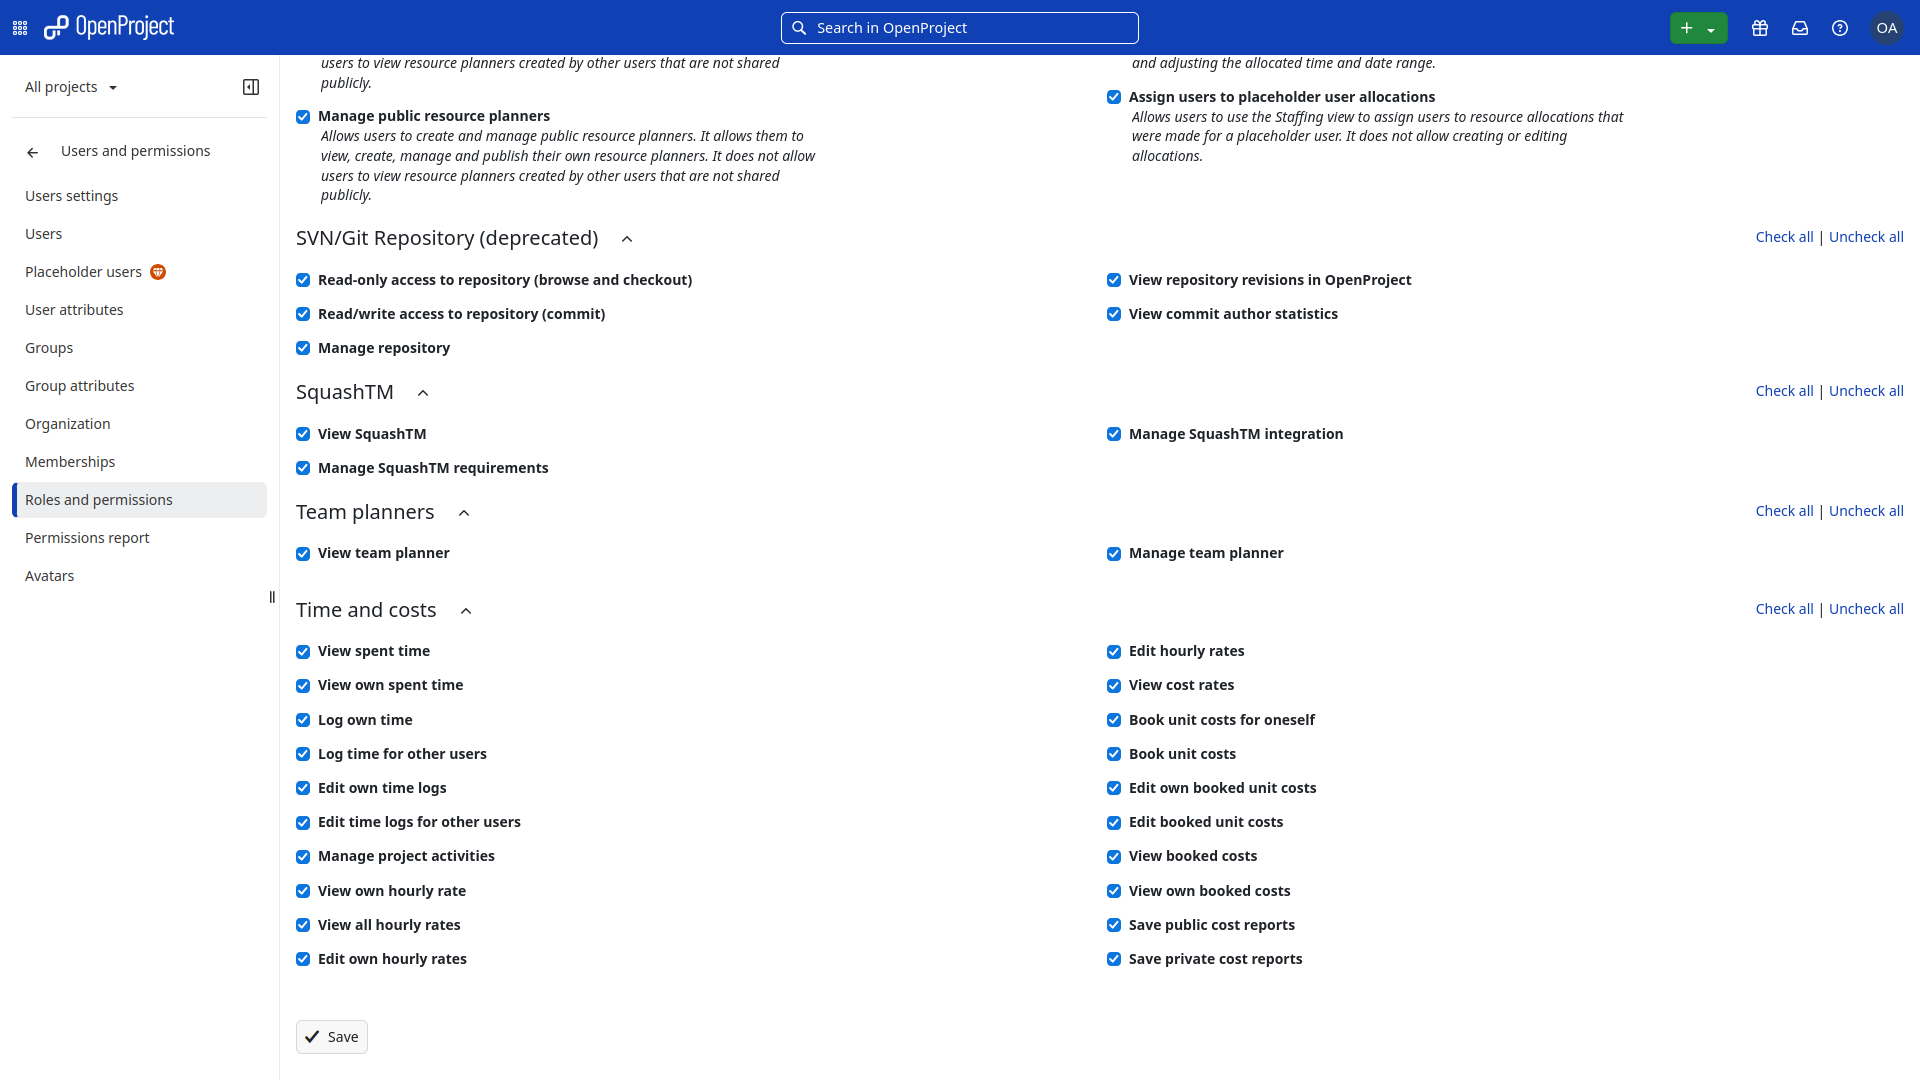 OpenProject
Search in OpenProject
OA
All projects
Users and permissions
Users settings
Users
Placeholder users
User attributes
Groups
Group attributes
Organization
Memberships
Roles and permissions
Permissions report
Avatars
users to view resource planners created by other users that are not shared
publicly.
Manage public resource planners
Allows users to create and manage public resource planners. It allows them to
view, create, manage and publish their own resource planners. It does not allow
users to view resource planners created by other users that are not shared
publicly.
and adjusting the allocated time and date range.
Assign users to placeholder user allocations
Allows users to use the Staffing view to assign users to resource allocations that
were made for a placeholder user. It does not allow creating or editing
allocations.
SVN/Git Repository (deprecated)
Check all | Uncheck all
Read-only access to repository (browse and checkout)
Read/write access to repository (commit)
Manage repository
View repository revisions in OpenProject
View commit author statistics
SquashTM
Check all | Uncheck all
View SquashTM
Manage SquashTM requirements
Manage SquashTM integration
Team planners
Check all | Uncheck all
View team planner
Manage team planner
Time and costs
Check all | Uncheck all
View spent time
View own spent time
Log own time
Log time for other users
Edit own time logs
Edit time logs for other users
Manage project activities
View own hourly rate
View all hourly rates
Edit own hourly rates
Edit hourly rates
View cost rates
Book unit costs for oneself
Book unit costs
Edit own booked unit costs
Edit booked unit costs
View booked costs
View own booked costs
Save public cost reports
Save private cost reports
Save